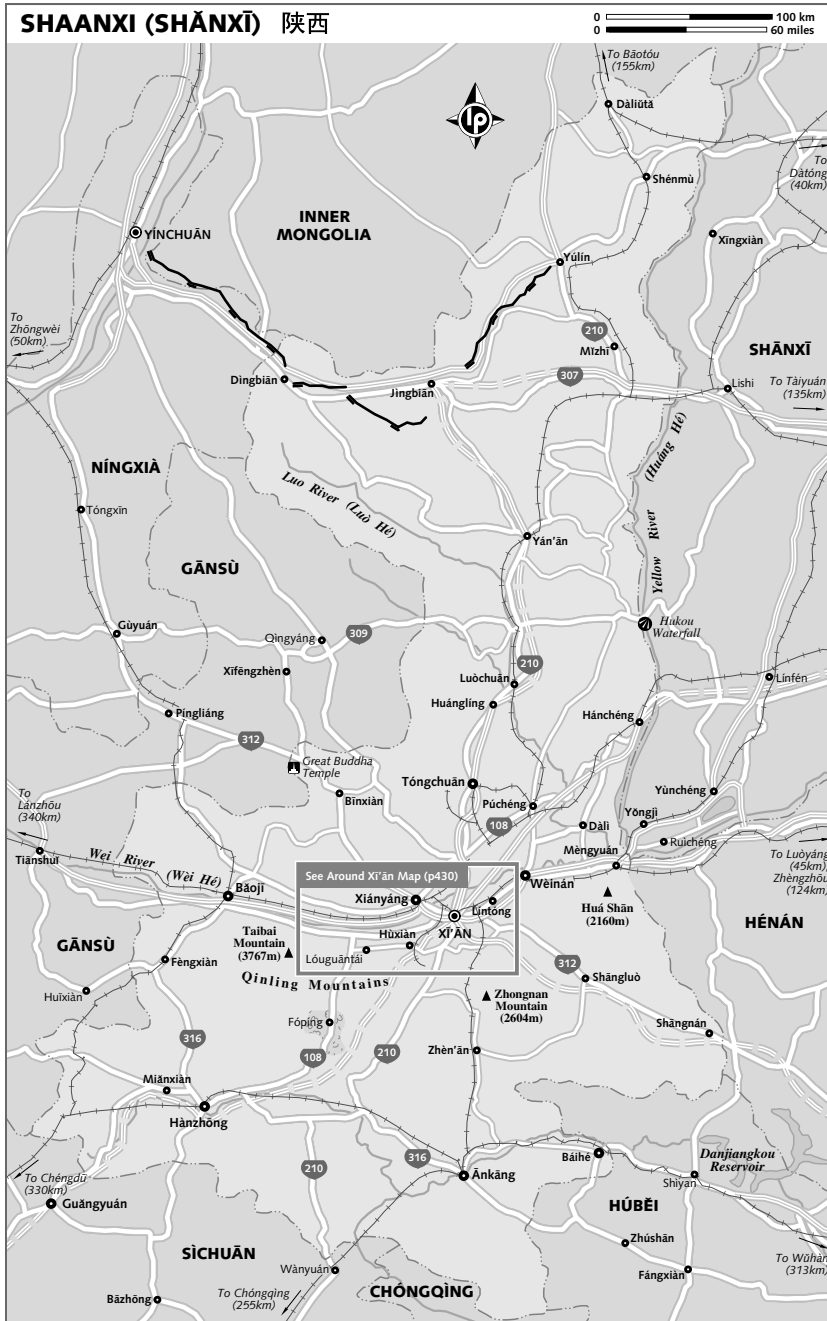 SHAANXI (SHǍNXĪ) 陕西
0 100 km
0 60 miles
To Bāotóu
(155km)
Dàliǔtǎ
lp
To
Dàtóng
(40km)
Shénmù
INNER
MONGOLIA
YÍNCHUĀN
Xīngxiàn
Yúlín
To
Zhōngwèi
(50km)
210
Mǐzhī
SHĀNXĪ
Dìngbiān
Jìngbiān
307
Lishi
To Tàiyuán
(135km)
(Huáng Hé)
NÍNGXIÀ
Luo River (Luò Hé)
Tóngxīn
Yán’ān
Yellow River
GĀNSÙ
Gùyuán
Qìngyáng
309
Hukou
Waterfall
Xīfēngzhèn
210
Luòchuān
Línfén
Huánglíng
Píngliáng
Hánchéng
312
Great Buddha
Temple
Tóngchuān
Yùnchéng
To
Lánzhōu
(340km)
Bīnxiàn
Púchéng
108
Dàlì
Yǒngjì
Ruìchéng
Tiānshuǐ
Wei River
(Wèi Hé)
Mèngyuán
To Luòyáng
(45km),
Zhèngzhōu
(124km)
See Around Xī’ān Map (p430)
Bǎojī
Xiányáng
Wèinán
Líntóng
Huá Shān
(2160m)
XĪ’ĀN
HÉNÁN
GĀNSÙ
Taibai
Mountain
(3767m)
Hùxiàn
Lóuguāntái
Fèngxiàn
312
Shāngluò
Qinling Mountains
Huīxiàn
Zhongnan
Mountain
(2604m)
Fópíng
Shāngnán
316
108
210
Zhèn’ān
Miǎnxiàn
Hànzhōng
316
Báihé
Danjiangkou
Reservoir
210
Ānkāng
Shíyàn
To Chéngdū
(330km)
Guǎngyuán
HÚBĚI
Zhúshān
SÌCHUĀN
To Wǔhàn
(313km)
Wànyuán
Fángxiàn
To Chóngqìng
(255km)
CHÓNGQÌNG
Bāzhōng